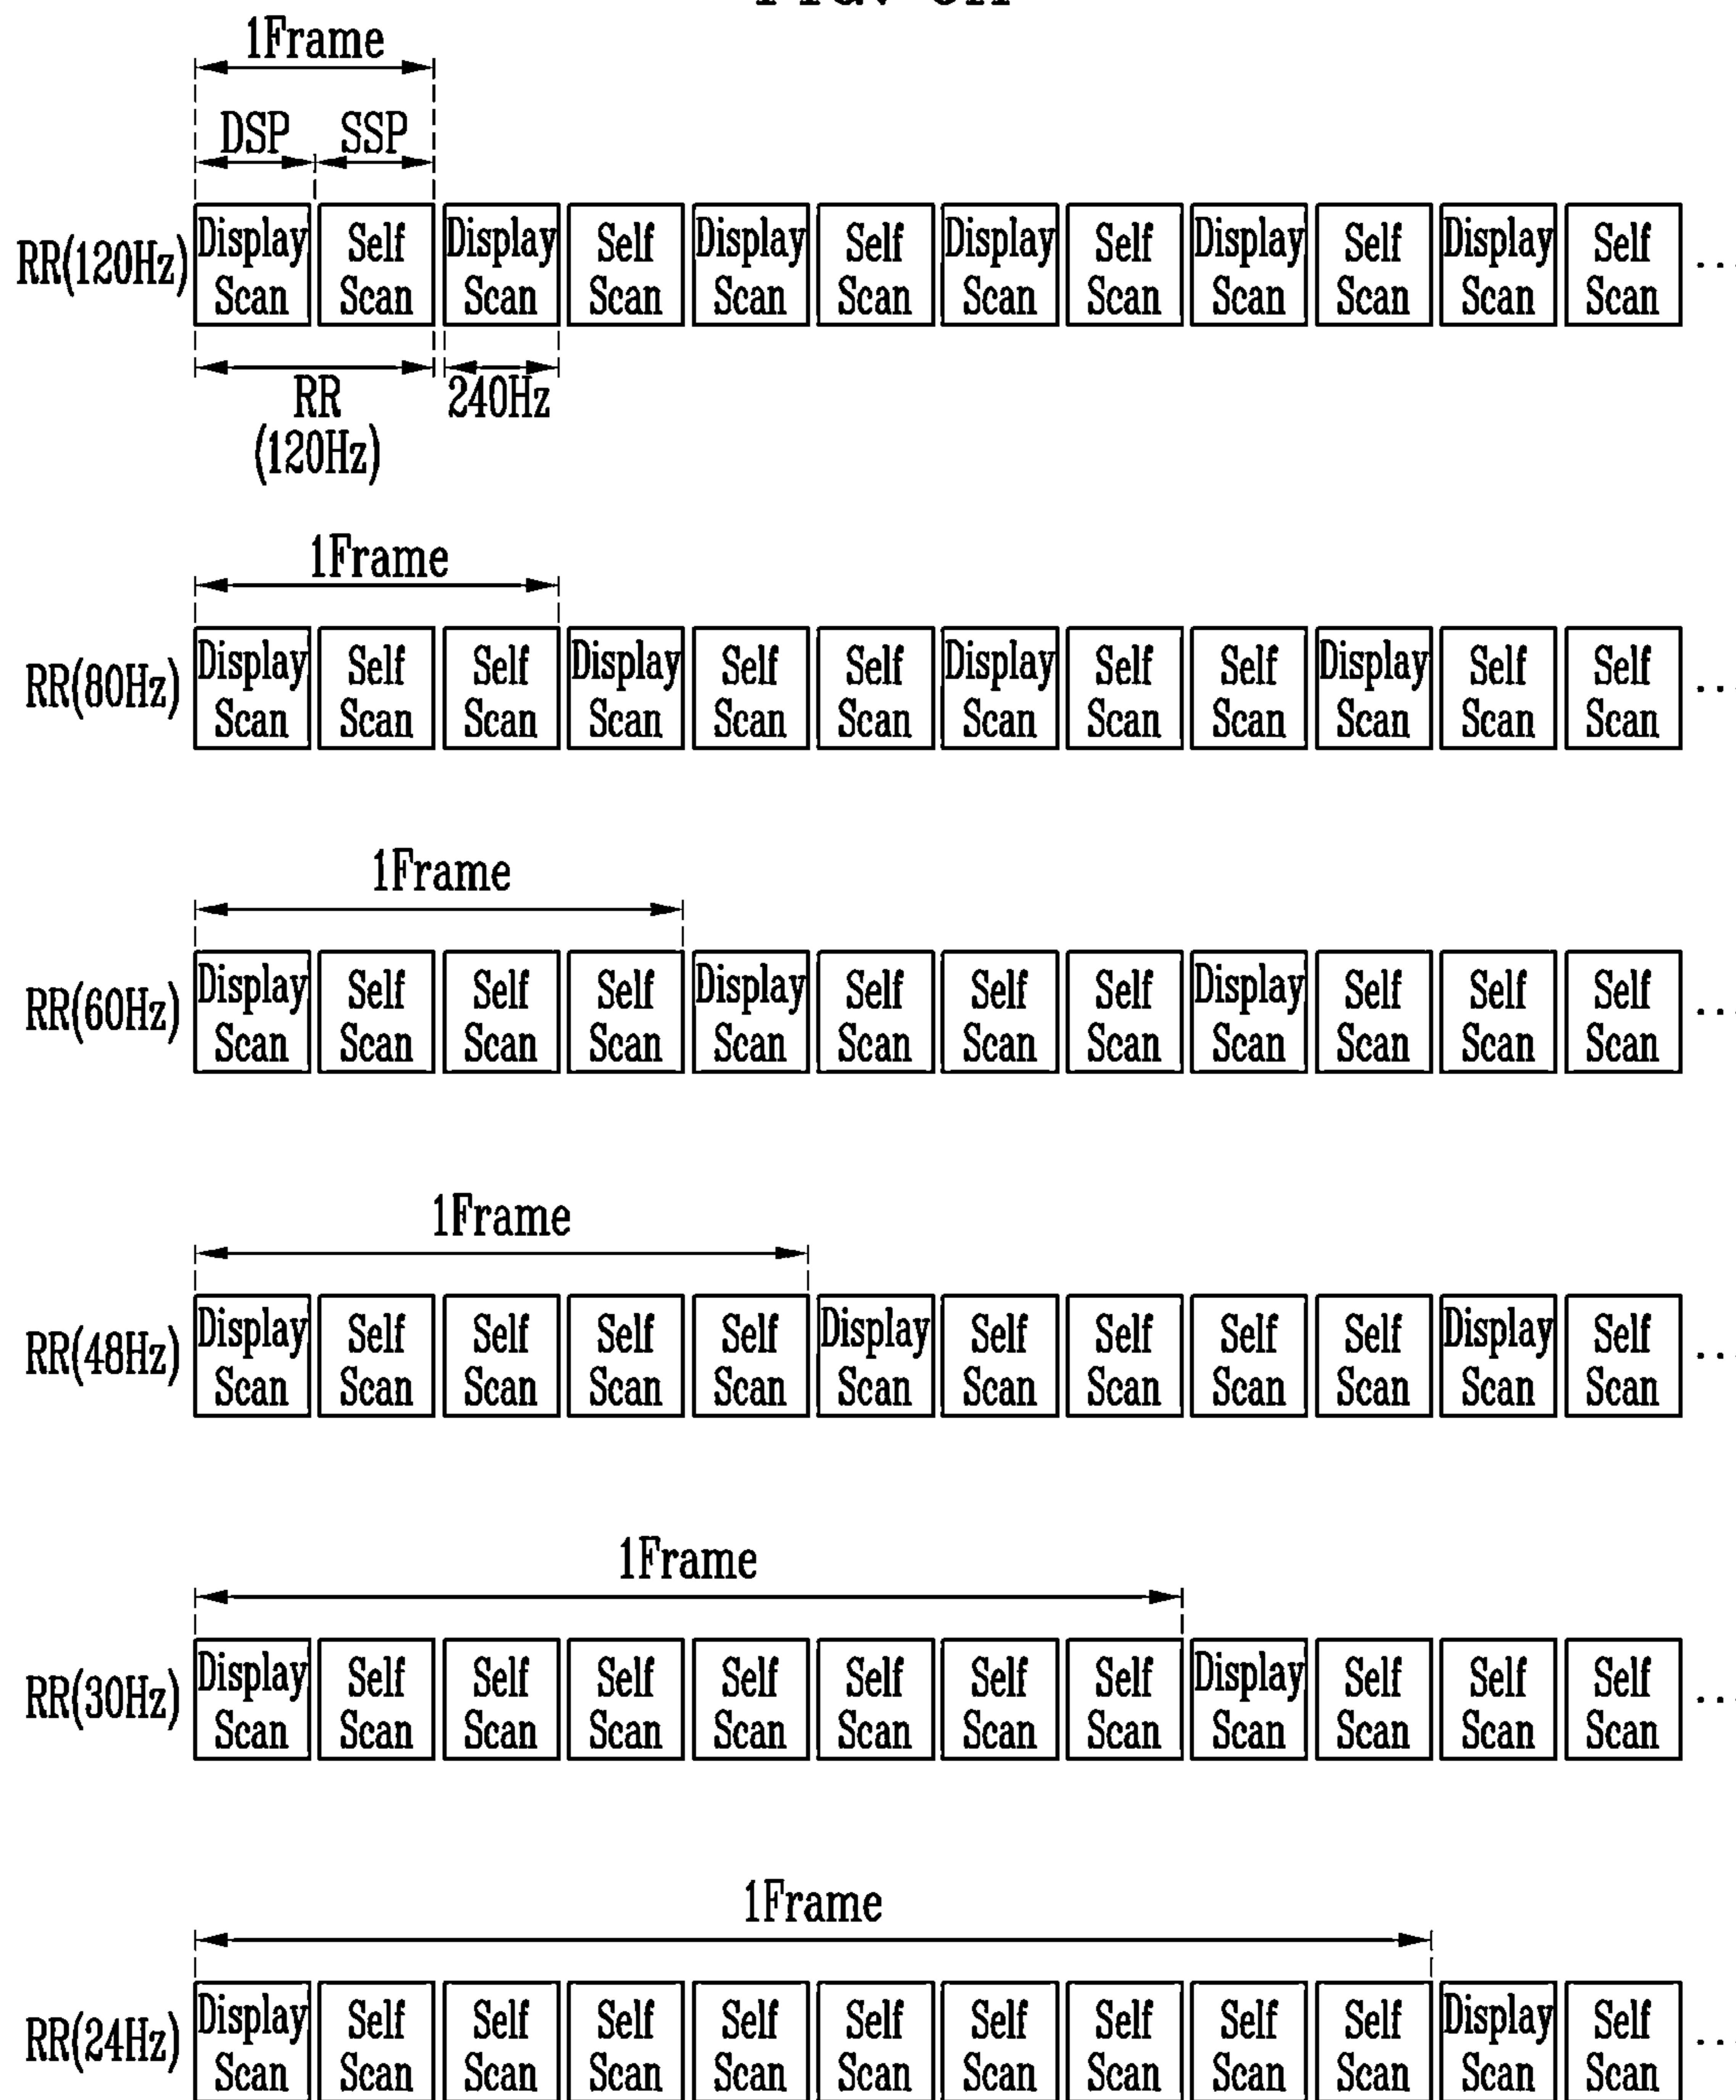 1Frame
DSP SSP
RR(120Hz) Display Scan Self Scan Display Scan Self Scan Display Scan Self Scan Display Scan Self Scan Display Scan Self Scan Display Scan Self Scan ...
RR (120Hz) 240Hz
1Frame
RR(80Hz) Display Scan Self Scan Self Scan Display Scan Self Scan Self Scan Display Scan Self Scan Self Scan Display Scan Self Scan Self Scan ...
1Frame
RR(60Hz) Display Scan Self Scan Self Scan Self Scan Display Scan Self Scan Self Scan Self Scan Display Scan Self Scan Self Scan Self Scan ...
1Frame
RR(48Hz) Display Scan Self Scan Self Scan Self Scan Self Scan Display Scan Self Scan Self Scan Self Scan Self Scan Display Scan Self Scan ...
1Frame
RR(30Hz) Display Scan Self Scan Self Scan Self Scan Self Scan Self Scan Self Scan Self Scan Display Scan Self Scan Self Scan Self Scan ...
1Frame
RR(24Hz) Display Scan Self Scan Self Scan Self Scan Self Scan Self Scan Self Scan Self Scan Self Scan Self Scan Display Scan Self Scan ...